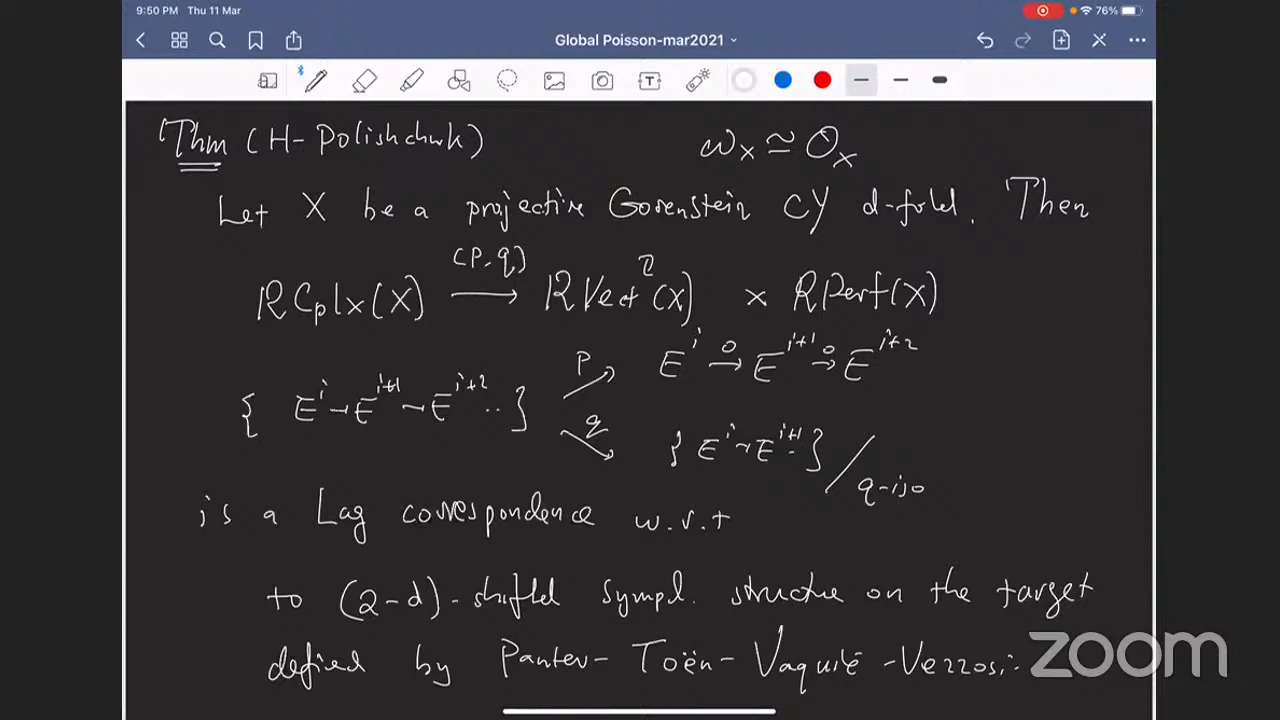 9:50 PM Thu 11 Mar
76%
Global Poisson-mar2021
Thm (H- Polishchuk) ω_X ≃ O_X
Let X be a projective Gorenstein CY d-fold. Then
RCplx(X) →(p,q) RVect^ℤ(X) × RPerf(X)
{ E^i → E^{i+1} → E^{i+2} .. } p E^i →0 E^{i+1} →0 E^{i+2}
q { E^i → E^{i+1} .. } / q-iso
is a Lag correspondence w.r.t
to (2-d)-shifted sympl. structure on the target
defined by Pantev- Toën- Vaquié -Vezzosi.
zoom